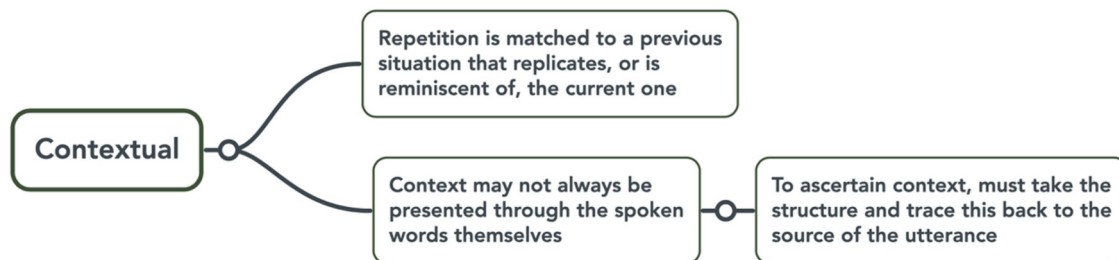 Contextual
Repetition is matched to a previous
situation that replicates, or is
reminiscent of, the current one
Context may not always be
presented through the spoken
words themselves
To ascertain context, must take the
structure and trace this back to the
source of the utterance